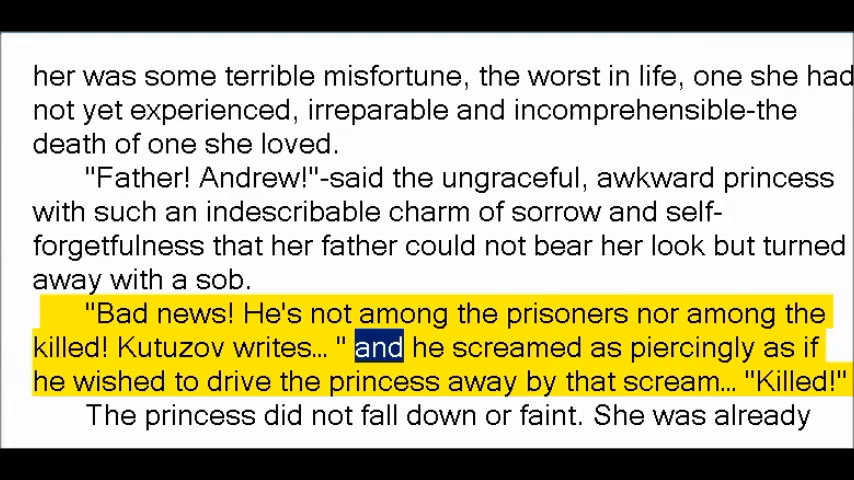 her was some terrible misfortune, the worst in life, one she had
not yet experienced, irreparable and incomprehensible-the
death of one she loved.
"Father! Andrew!"-said the ungraceful, awkward princess
with such an indescribable charm of sorrow and self-
forgetfulness that her father could not bear her look but turned
away with a sob.
"Bad news! He's not among the prisoners nor among the
killed! Kutuzov writes... " and he screamed as piercingly as if
he wished to drive the princess away by that scream... "Killed!"
The princess did not fall down or faint. She was already